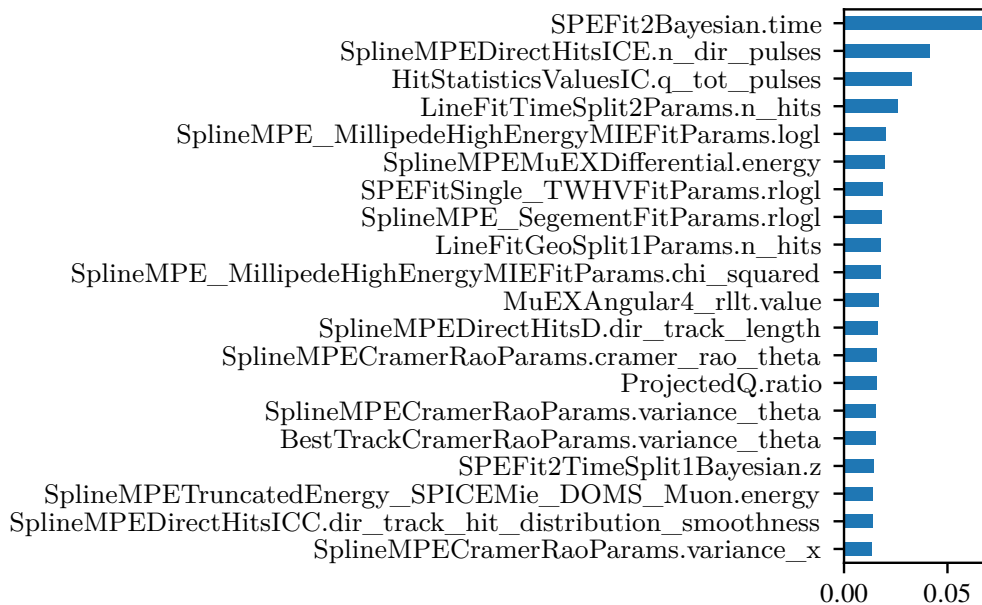 SPEFit2Bayesian.time
SplineMPEDirectHitsICE.n_dir_pulses
HitStatisticsValuesIC.q_tot_pulses
LineFitTimeSplit2Params.n_hits
SplineMPE_MillipedeHighEnergyMIEFitParams.logl
SplineMPEMuEXDifferential.energy
SPEFitSingle_TWHVFitParams.rlogl
SplineMPE_SegementFitParams.rlogl
LineFitGeoSplit1Params.n_hits
SplineMPE_MillipedeHighEnergyMIEFitParams.chi_squared
MuEXAngular4_rllt.value
SplineMPEDirectHitsD.dir_track_length
SplineMPECramerRaoParams.cramer_rao_theta
ProjectedQ.ratio
SplineMPECramerRaoParams.variance_theta
BestTrackCramerRaoParams.variance_theta
SPEFit2TimeSplit1Bayesian.z
SplineMPETruncatedEnergy_SPICEMie_DOMS_Muon.energy
SplineMPEDirectHitsICC.dir_track_hit_distribution_smoothness
SplineMPECramerRaoParams.variance_x
0.00 0.05